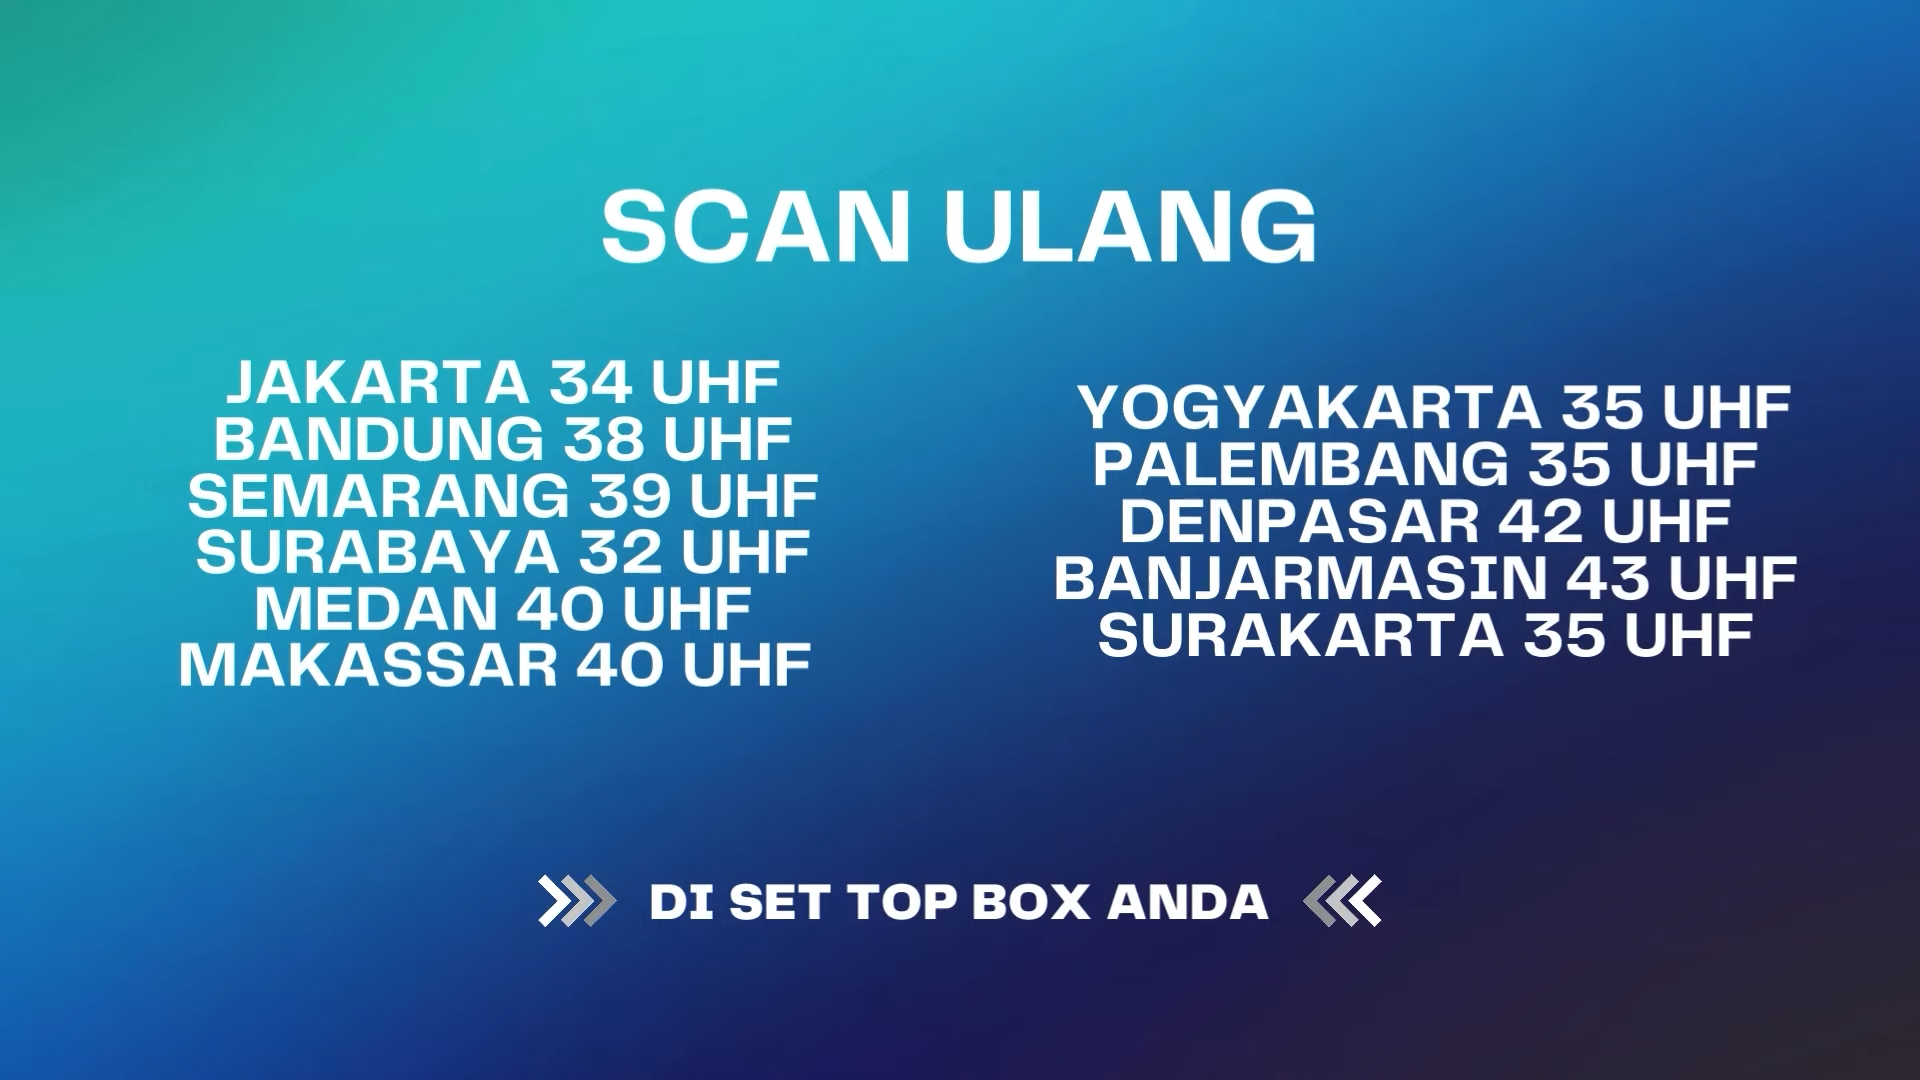 SCAN ULANG
JAKARTA 34 UHF
BANDUNG 38 UHF
SEMARANG 39 UHF
SURABAYA 32 UHF
MEDAN 40 UHF
MAKASSAR 40 UHF
YOGYAKARTA 35 UHF
PALEMBANG 35 UHF
DENPASAR 42 UHF
BANJARMASIN 43 UHF
SURAKARTA 35 UHF
DI SET TOP BOX ANDA